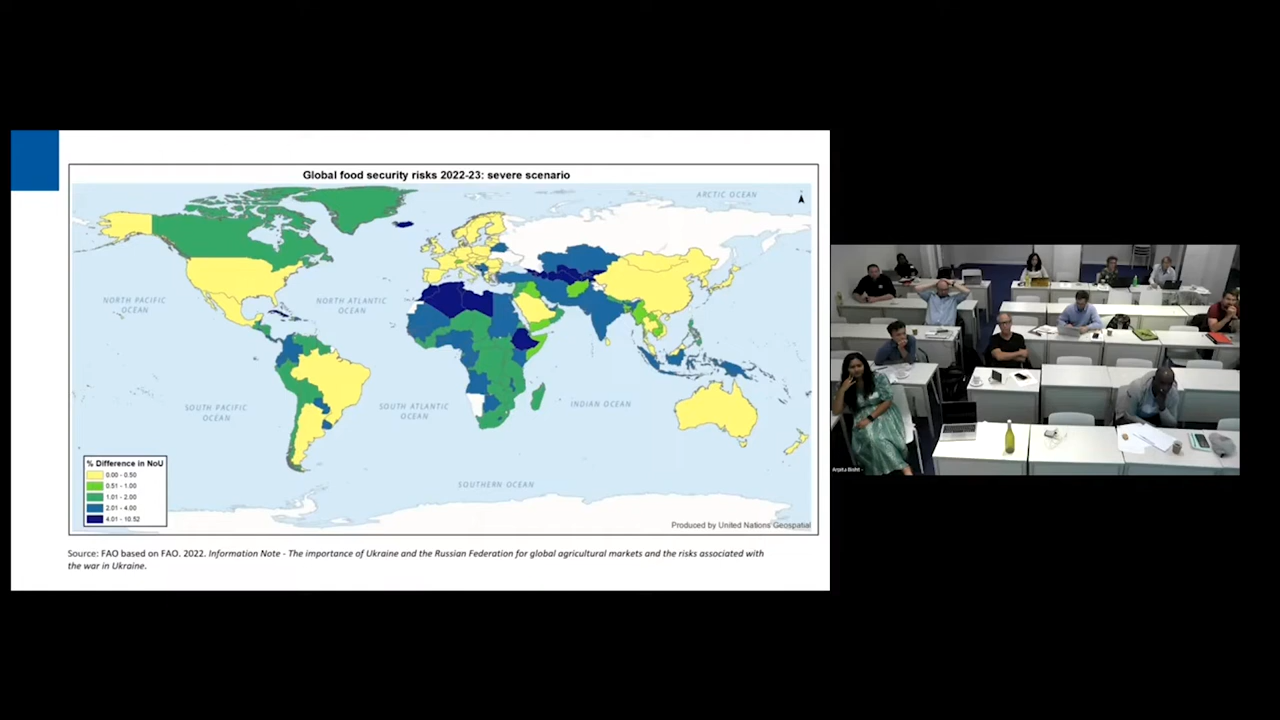 Global food security risks 2022-23: severe scenario
ARCTIC OCEAN
NORTH PACIFIC
OCEAN
NORTH ATLANTIC
OCEAN
NORTH PACIFIC
OCEAN
SOUTH PACIFIC
OCEAN
SOUTH ATLANTIC
OCEAN
INDIAN OCEAN
SOUTHERN OCEAN
% Difference in NoU
0.00 - 0.50
0.51 - 1.00
1.01 - 2.00
2.01 - 4.00
4.01 - 10.52
Produced by United Nations Geospatial
Source: FAO based on FAO. 2022. Information Note - The importance of Ukraine and the Russian Federation for global agricultural markets and the risks associated with
the war in Ukraine.
Arpita Bisht -